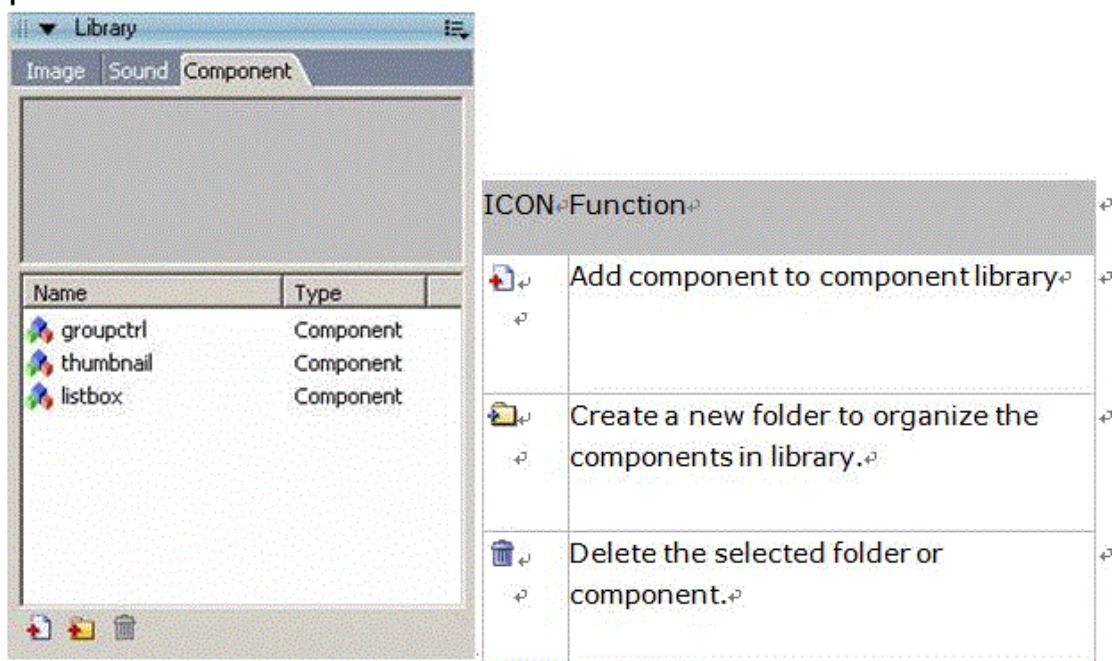 Library
Image Sound Component
Name Type
groupctrl Component
thumbnail Component
listbox Component
ICON Function
Add component to component library
Create a new folder to organize the
components in library.
Delete the selected folder or
component.